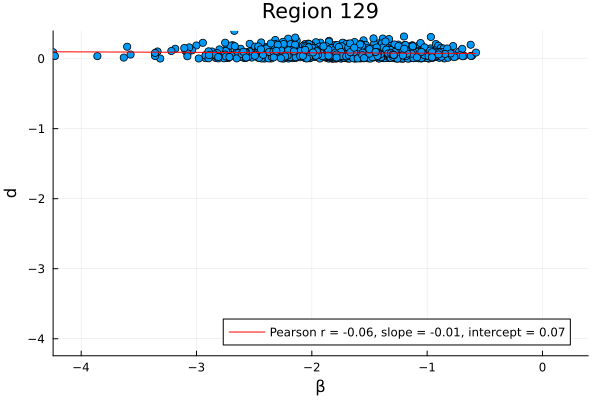 Region 129
d
0
−1
−2
−3
−4
Pearson r = -0.06, slope = -0.01, intercept = 0.07
−4 −3 −2 −1 0
β